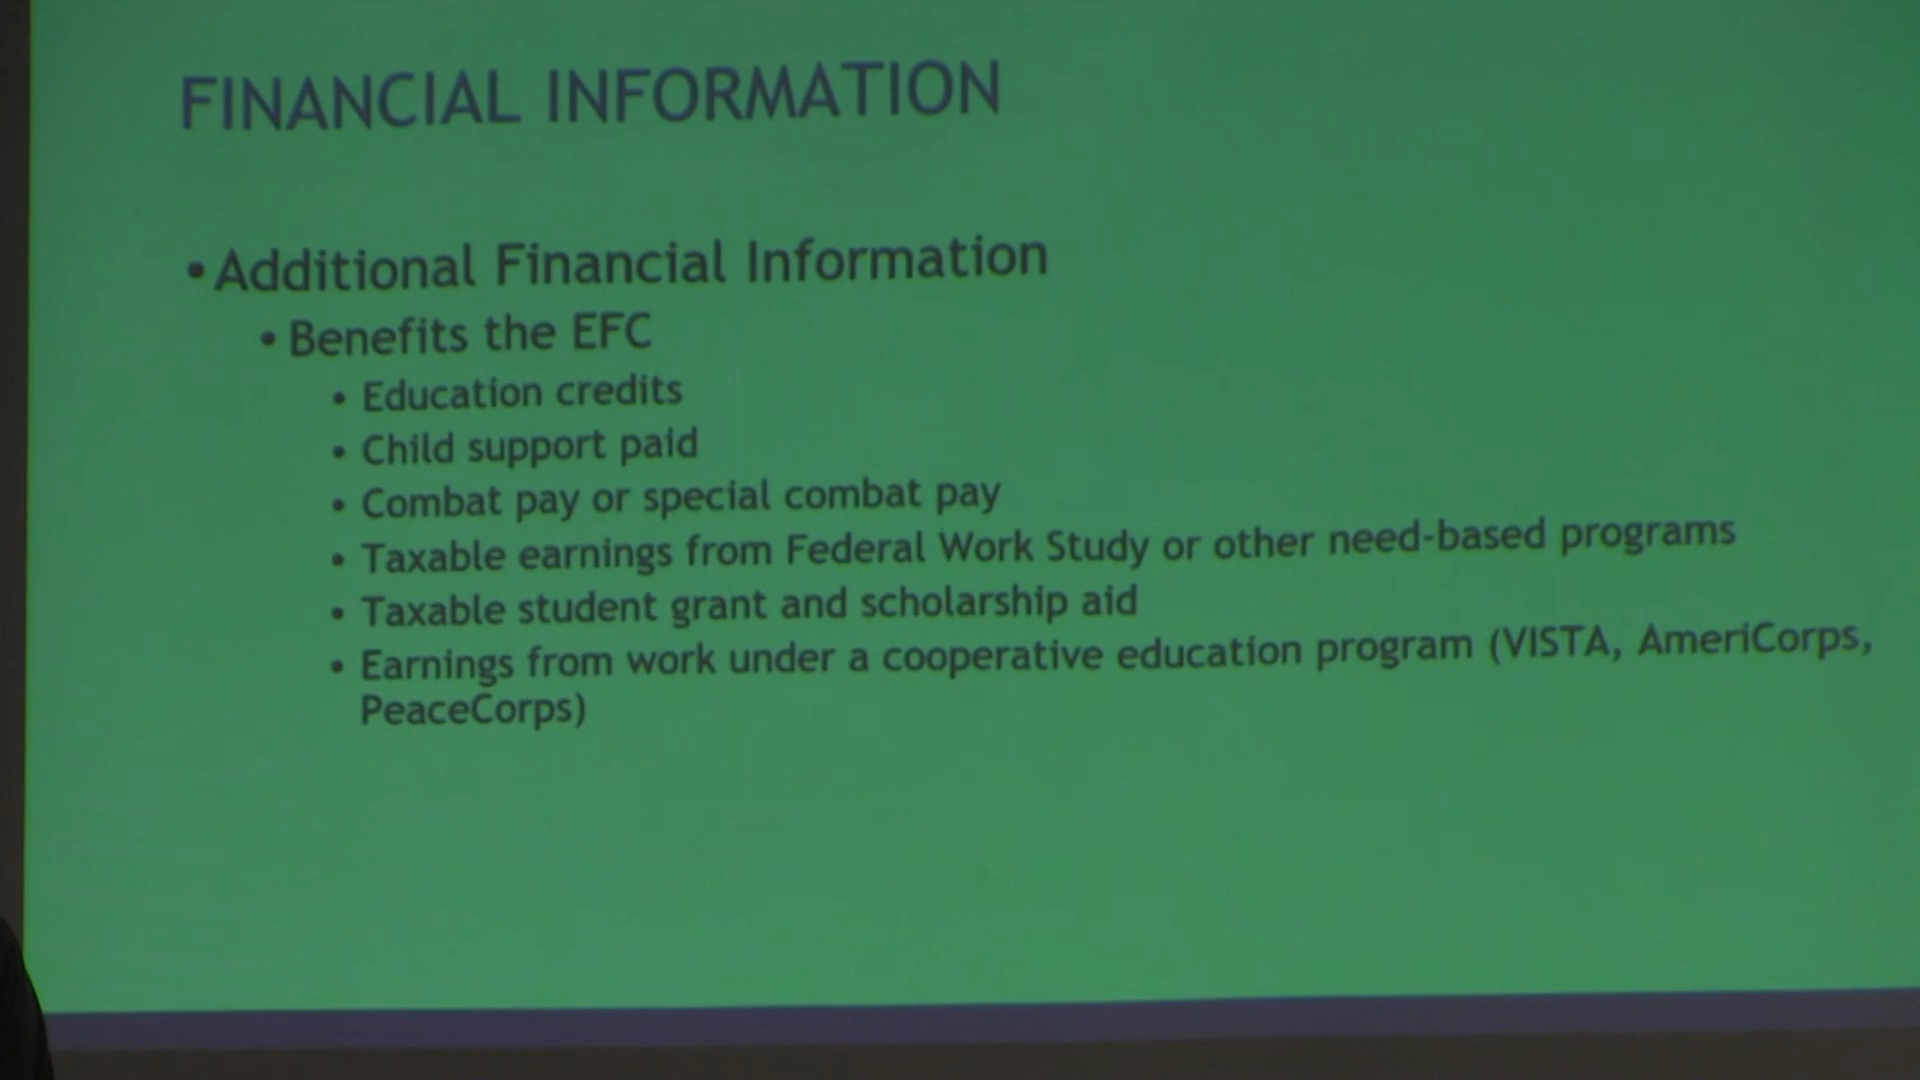 FINANCIAL INFORMATION
•Additional Financial Information
• Benefits the EFC
• Education credits
• Child support paid
• Combat pay or special combat pay
• Taxable earnings from Federal Work Study or other need-based programs
• Taxable student grant and scholarship aid
• Earnings from work under a cooperative education program (VISTA, AmeriCorps,
PeaceCorps)